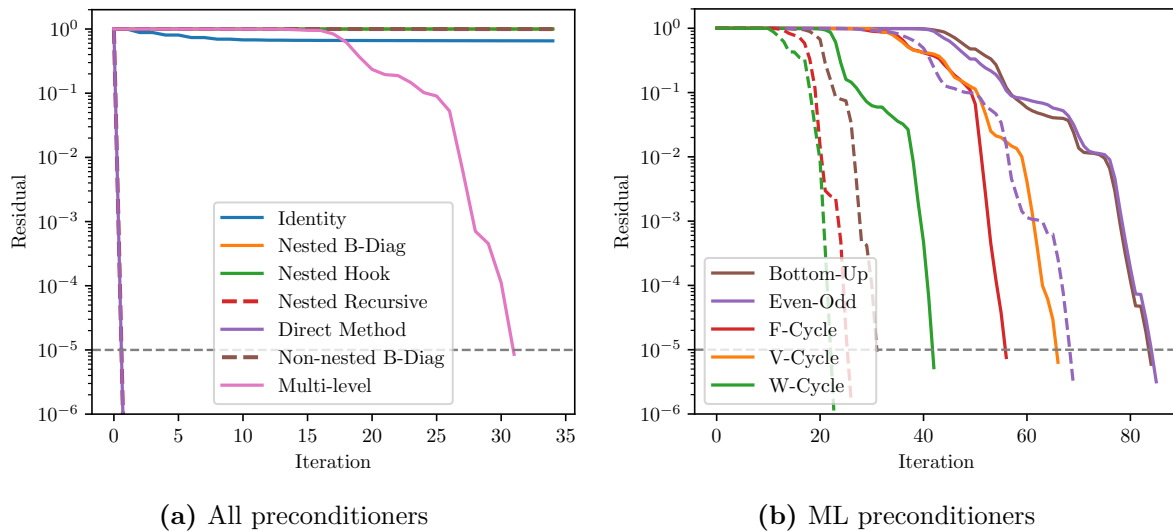 10^0
10^-1
10^-2
10^-3
10^-4
10^-5
10^-6
Residual
Identity
Nested B-Diag
Nested Hook
Nested Recursive
Direct Method
Non-nested B-Diag
Multi-level
0 5 10 15 20 25 30 35
Iteration
(a) All preconditioners
10^0
10^-1
10^-2
10^-3
10^-4
10^-5
10^-6
Residual
Bottom-Up
Even-Odd
F-Cycle
V-Cycle
W-Cycle
0 20 40 60 80
Iteration
(b) ML preconditioners